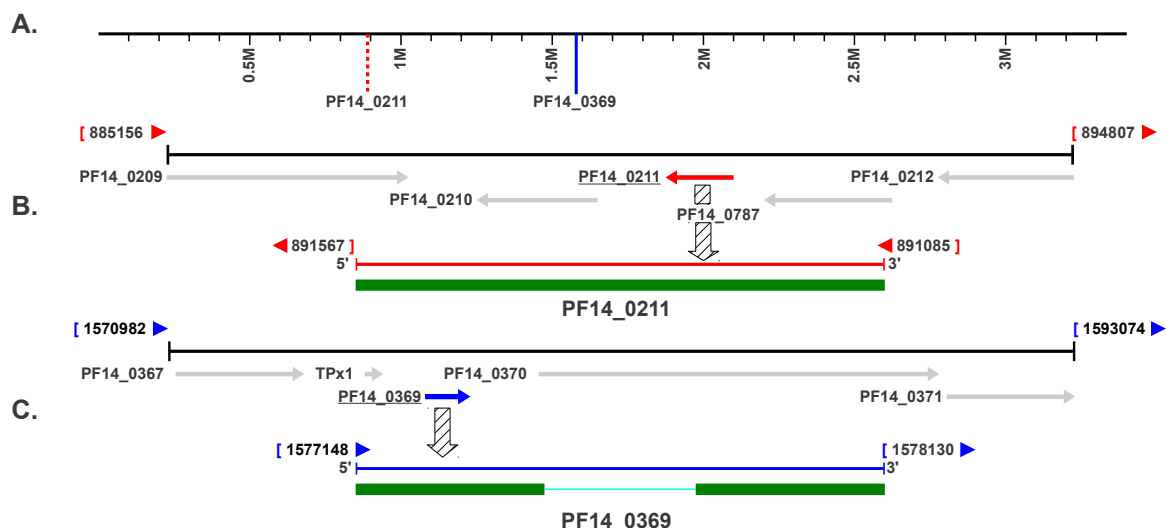 A.
0.5M 1M 1.5M 2M 2.5M 3M
PF14_0211 PF14_0369
[ 885156 [ 894807
PF14_0209 PF14_0211 PF14_0212
PF14_0210 PF14_0787
B.
891567 ] 891085 ]
5' 3'
PF14_0211
[ 1570982 [ 1593074
PF14_0367 TPx1 PF14_0370
PF14_0369 PF14_0371
C.
[ 1577148 [ 1578130
5' 3'
PF14_0369